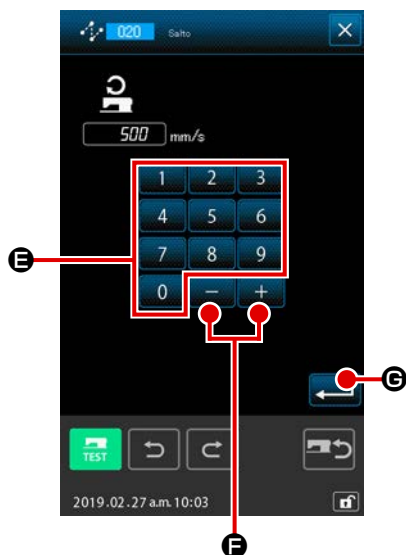 020 Salto
500 mm/s
1 2 3
4 5 6
E
7 8 9
0 − +
G
TEST
2019.02.27 a.m. 10:03
F